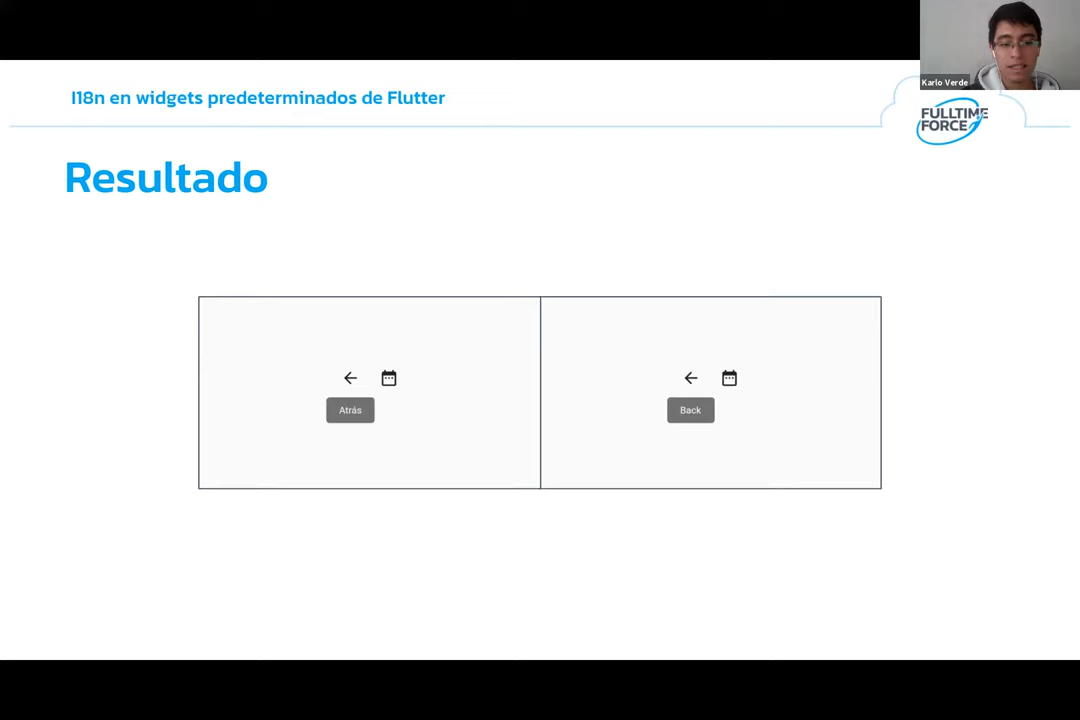 Karlo Verde
I18n en widgets predeterminados de Flutter
FULLTIME
FORCE
Resultado
Atrás
Back